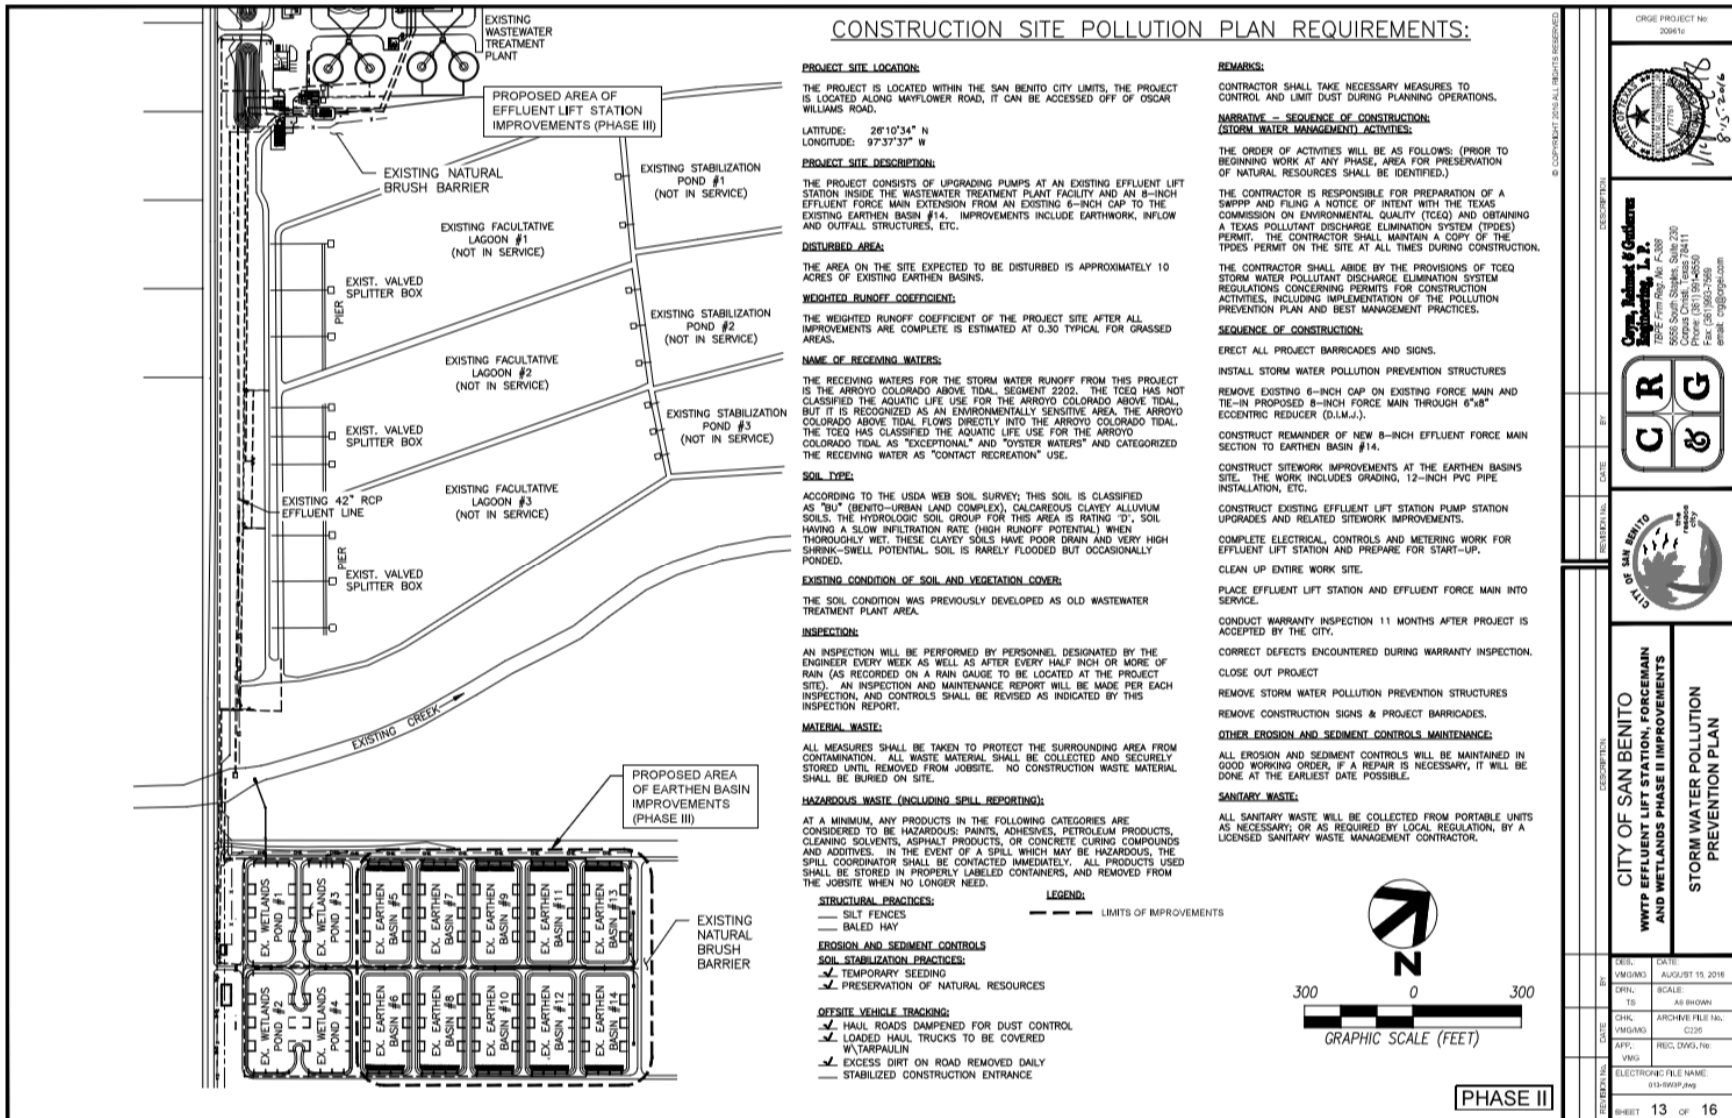 CONSTRUCTION SITE POLLUTION PLAN REQUIREMENTS:
EXISTING
WASTEWATER
TREATMENT
PLANT
PROPOSED AREA OF
EFFLUENT LIFT STATION
IMPROVEMENTS (PHASE III)
EXISTING NATURAL
BRUSH BARRIER
EXISTING STABILIZATION
POND #1
(NOT IN SERVICE)
EXISTING FACULTATIVE
LAGOON #1
(NOT IN SERVICE)
EXIST. VALVED
SPLITTER BOX
PIER
EXISTING STABILIZATION
POND #2
(NOT IN SERVICE)
EXISTING FACULTATIVE
LAGOON #2
(NOT IN SERVICE)
EXISTING STABILIZATION
POND #3
(NOT IN SERVICE)
EXIST. VALVED
SPLITTER BOX
EXISTING FACULTATIVE
LAGOON #3
(NOT IN SERVICE)
EXISTING 42" RCP
EFFLUENT LINE
PIER
EXIST. VALVED
SPLITTER BOX
EXISTING CREEK
PROPOSED AREA
OF EARTHEN BASIN
IMPROVEMENTS
(PHASE III)
EX. WETLANDS
POND #1
EX. WETLANDS
POND #3
EX. EARTHEN
BASIN #5
EX. EARTHEN
BASIN #7
EX. EARTHEN
BASIN #9
EX. EARTHEN
BASIN #11
EX. EARTHEN
BASIN #13
EX. WETLANDS
POND #2
EX. WETLANDS
POND #4
EX. EARTHEN
BASIN #6
EX. EARTHEN
BASIN #8
EX. EARTHEN
BASIN #10
EX. EARTHEN
BASIN #12
EX. EARTHEN
BASIN #14
EXISTING
NATURAL
BRUSH
BARRIER
PROJECT SITE LOCATION:
THE PROJECT IS LOCATED WITHIN THE SAN BENITO CITY LIMITS, THE PROJECT
IS LOCATED ALONG MAYFLOWER ROAD, IT CAN BE ACCESSED OFF OF OSCAR
WILLIAMS ROAD.
LATITUDE: 26°10'34" N
LONGITUDE: 97°37'37" W
PROJECT SITE DESCRIPTION:
THE PROJECT CONSISTS OF UPGRADING PUMPS AT AN EXISTING EFFLUENT LIFT
STATION INSIDE THE WASTEWATER TREATMENT PLANT FACILITY AND AN 8-INCH
EFFLUENT FORCE MAIN EXTENSION FROM AN EXISTING 6-INCH CAP TO THE
EXISTING EARTHEN BASIN #14. IMPROVEMENTS INCLUDE EARTHWORK, INFLOW
AND OUTFALL STRUCTURES, ETC.
DISTURBED AREA:
THE AREA ON THE SITE EXPECTED TO BE DISTURBED IS APPROXIMATELY 10
ACRES OF EXISTING EARTHEN BASINS.
WEIGHTED RUNOFF COEFFICIENT:
THE WEIGHTED RUNOFF COEFFICIENT OF THE PROJECT SITE AFTER ALL
IMPROVEMENTS ARE COMPLETE IS ESTIMATED AT 0.30 TYPICAL FOR GRASSED
AREAS.
NAME OF RECEIVING WATERS:
THE RECEIVING WATERS FOR THE STORM WATER RUNOFF FROM THIS PROJECT
IS THE ARROYO COLORADO ABOVE TIDAL, SEGMENT 2202. THE TCEQ HAS NOT
CLASSIFIED THE AQUATIC LIFE USE FOR THE ARROYO COLORADO ABOVE TIDAL,
BUT IT IS RECOGNIZED AS AN ENVIRONMENTALLY SENSITIVE AREA. THE ARROYO
COLORADO ABOVE TIDAL FLOWS DIRECTLY INTO THE ARROYO COLORADO TIDAL.
THE TCEQ HAS CLASSIFIED THE AQUATIC LIFE USE FOR THE ARROYO
COLORADO TIDAL AS "EXCEPTIONAL" AND "OYSTER WATERS" AND CATEGORIZED
THE RECEIVING WATER AS "CONTACT RECREATION" USE.
SOIL TYPE:
ACCORDING TO THE USDA WEB SOIL SURVEY; THIS SOIL IS CLASSIFIED
AS "BU" (BENITO-URBAN LAND COMPLEX), CALCAREOUS CLAYEY ALLUVIUM
SOILS. THE HYDROLOGIC SOIL GROUP FOR THIS AREA IS RATING 'D', SOIL
HAVING A SLOW INFILTRATION RATE (HIGH RUNOFF POTENTIAL) WHEN
THOROUGHLY WET. THESE CLAYEY SOILS HAVE POOR DRAIN AND VERY HIGH
SHRINK-SWELL POTENTIAL. SOIL IS RARELY FLOODED BUT OCCASIONALLY
PONDED.
EXISTING CONDITION OF SOIL AND VEGETATION COVER:
THE SOIL CONDITION WAS PREVIOUSLY DEVELOPED AS OLD WASTEWATER
TREATMENT PLANT AREA.
INSPECTION:
AN INSPECTION WILL BE PERFORMED BY PERSONNEL DESIGNATED BY THE
ENGINEER EVERY WEEK AS WELL AS AFTER EVERY HALF INCH OR MORE OF
RAIN (AS RECORDED ON A RAIN GAUGE TO BE LOCATED AT THE PROJECT
SITE). AN INSPECTION AND MAINTENANCE REPORT WILL BE MADE PER EACH
INSPECTION, AND CONTROLS SHALL BE REVISED AS INDICATED BY THIS
INSPECTION REPORT.
MATERIAL WASTE:
ALL MEASURES SHALL BE TAKEN TO PROTECT THE SURROUNDING AREA FROM
CONTAMINATION. ALL WASTE MATERIAL SHALL BE COLLECTED AND SECURELY
STORED UNTIL REMOVED FROM JOBSITE. NO CONSTRUCTION WASTE MATERIAL
SHALL BE BURIED ON SITE.
HAZARDOUS WASTE (INCLUDING SPILL REPORTING):
AT A MINIMUM, ANY PRODUCTS IN THE FOLLOWING CATEGORIES ARE
CONSIDERED TO BE HAZARDOUS: PAINTS, ADHESIVES, PETROLEUM PRODUCTS,
CLEANING SOLVENTS, ASPHALT PRODUCTS, OR CONCRETE CURING COMPOUNDS
AND ADDITIVES. IN THE EVENT OF A SPILL WHICH MAY BE HAZARDOUS, THE
SPILL COORDINATOR SHALL BE CONTACTED IMMEDIATELY. ALL PRODUCTS USED
SHALL BE STORED IN PROPERLY LABELED CONTAINERS, AND REMOVED FROM
THE JOBSITE WHEN NO LONGER NEED.
STRUCTURAL PRACTICES:
SILT FENCES
BALED HAY
EROSION AND SEDIMENT CONTROLS
SOIL STABILIZATION PRACTICES:
✓ TEMPORARY SEEDING
✓ PRESERVATION OF NATURAL RESOURCES
OFFSITE VEHICLE TRACKING:
✓ HAUL ROADS DAMPENED FOR DUST CONTROL
✓ LOADED HAUL TRUCKS TO BE COVERED
W\TARPAULIN
✓ EXCESS DIRT ON ROAD REMOVED DAILY
STABILIZED CONSTRUCTION ENTRANCE
LEGEND:
LIMITS OF IMPROVEMENTS
REMARKS:
CONTRACTOR SHALL TAKE NECESSARY MEASURES TO
CONTROL AND LIMIT DUST DURING PLANNING OPERATIONS.
NARRATIVE - SEQUENCE OF CONSTRUCTION:
(STORM WATER MANAGEMENT) ACTIVITIES:
THE ORDER OF ACTIVITIES WILL BE AS FOLLOWS: (PRIOR TO
BEGINNING WORK AT ANY PHASE, AREA FOR PRESERVATION
OF NATURAL RESOURCES SHALL BE IDENTIFIED.)
THE CONTRACTOR IS RESPONSIBLE FOR PREPARATION OF A
SWPPP AND FILING A NOTICE OF INTENT WITH THE TEXAS
COMMISSION ON ENVIRONMENTAL QUALITY (TCEQ) AND OBTAINING
A TEXAS POLLUTANT DISCHARGE ELIMINATION SYSTEM (TPDES)
PERMIT. THE CONTRACTOR SHALL MAINTAIN A COPY OF THE
TPDES PERMIT ON THE SITE AT ALL TIMES DURING CONSTRUCTION.
THE CONTRACTOR SHALL ABIDE BY THE PROVISIONS OF TCEQ
STORM WATER POLLUTANT DISCHARGE ELIMINATION SYSTEM
REGULATIONS CONCERNING PERMITS FOR CONSTRUCTION
ACTIVITIES, INCLUDING IMPLEMENTATION OF THE POLLUTION
PREVENTION PLAN AND BEST MANAGEMENT PRACTICES.
SEQUENCE OF CONSTRUCTION:
ERECT ALL PROJECT BARRICADES AND SIGNS.
INSTALL STORM WATER POLLUTION PREVENTION STRUCTURES
REMOVE EXISTING 6-INCH CAP ON EXISTING FORCE MAIN AND
TIE-IN PROPOSED 8-INCH FORCE MAIN THROUGH 6"x8"
ECCENTRIC REDUCER (D.I.M.J.).
CONSTRUCT REMAINDER OF NEW 8-INCH EFFLUENT FORCE MAIN
SECTION TO EARTHEN BASIN #14.
CONSTRUCT SITEWORK IMPROVEMENTS AT THE EARTHEN BASINS
SITE. THE WORK INCLUDES GRADING, 12-INCH PVC PIPE
INSTALLATION, ETC.
CONSTRUCT EXISTING EFFLUENT LIFT STATION PUMP STATION
UPGRADES AND RELATED SITEWORK IMPROVEMENTS.
COMPLETE ELECTRICAL, CONTROLS AND METERING WORK FOR
EFFLUENT LIFT STATION AND PREPARE FOR START-UP.
CLEAN UP ENTIRE WORK SITE.
PLACE EFFLUENT LIFT STATION AND EFFLUENT FORCE MAIN INTO
SERVICE.
CONDUCT WARRANTY INSPECTION 11 MONTHS AFTER PROJECT IS
ACCEPTED BY THE CITY.
CORRECT DEFECTS ENCOUNTERED DURING WARRANTY INSPECTION.
CLOSE OUT PROJECT
REMOVE STORM WATER POLLUTION PREVENTION STRUCTURES
REMOVE CONSTRUCTION SIGNS & PROJECT BARRICADES.
OTHER EROSION AND SEDIMENT CONTROLS MAINTENANCE:
ALL EROSION AND SEDIMENT CONTROLS WILL BE MAINTAINED IN
GOOD WORKING ORDER, IF A REPAIR IS NECESSARY, IT WILL BE
DONE AT THE EARLIEST DATE POSSIBLE.
SANITARY WASTE:
ALL SANITARY WASTE WILL BE COLLECTED FROM PORTABLE UNITS
AS NECESSARY; OR AS REQUIRED BY LOCAL REGULATION, BY A
LICENSED SANITARY WASTE MANAGEMENT CONTRACTOR.
N
300 0 300
GRAPHIC SCALE (FEET)
PHASE II
© COPYRIGHT 2016 ALL RIGHTS RESERVED
DESCRIPTION
BY
DATE
REVISION No.
DESCRIPTION
BY
DATE
REVISION No.
CRGE PROJECT No:
STATE OF TEXAS
8-15-2016
Engineering, L.P.
TBPE Firm Reg. No. F-388
5656 South Staples, Suite 230
Corpus Christi, Texas 78411
C R
& G
CITY OF SAN BENITO
the
resaca
city
CITY OF SAN BENITO
WWTP EFFLUENT LIFT STATION, FORCEMAIN
AND WETLANDS PHASE II IMPROVEMENTS
STORM WATER POLLUTION
PREVENTION PLAN
DES.: VMG/MG
DATE: AUGUST 15, 2016
DRN.: TS
SCALE: AS SHOWN
CHK.: VMG/MG
ARCHIVE FILE No.: C226
APP.: VMG
REC. DWG. No:
ELECTRONIC FILE NAME:
SHEET 13 OF 16